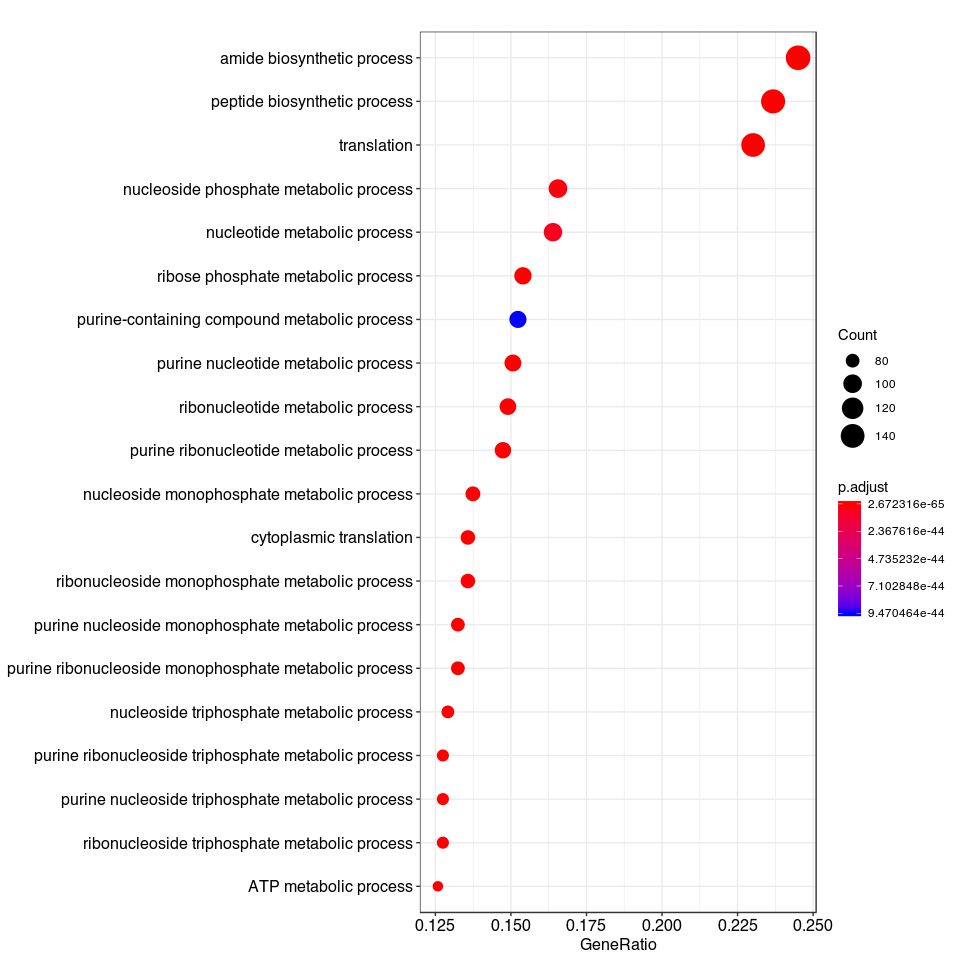 amide biosynthetic process
peptide biosynthetic process
translation
nucleoside phosphate metabolic process
nucleotide metabolic process
ribose phosphate metabolic process
purine-containing compound metabolic process
purine nucleotide metabolic process
ribonucleotide metabolic process
purine ribonucleotide metabolic process
nucleoside monophosphate metabolic process
cytoplasmic translation
ribonucleoside monophosphate metabolic process
purine nucleoside monophosphate metabolic process
purine ribonucleoside monophosphate metabolic process
nucleoside triphosphate metabolic process
purine ribonucleoside triphosphate metabolic process
purine nucleoside triphosphate metabolic process
ribonucleoside triphosphate metabolic process
ATP metabolic process
0.125 0.150 0.175 0.200 0.225 0.250
GeneRatio
Count
80
100
120
140
p.adjust
2.672316e-65
2.367616e-44
4.735232e-44
7.102848e-44
9.470464e-44